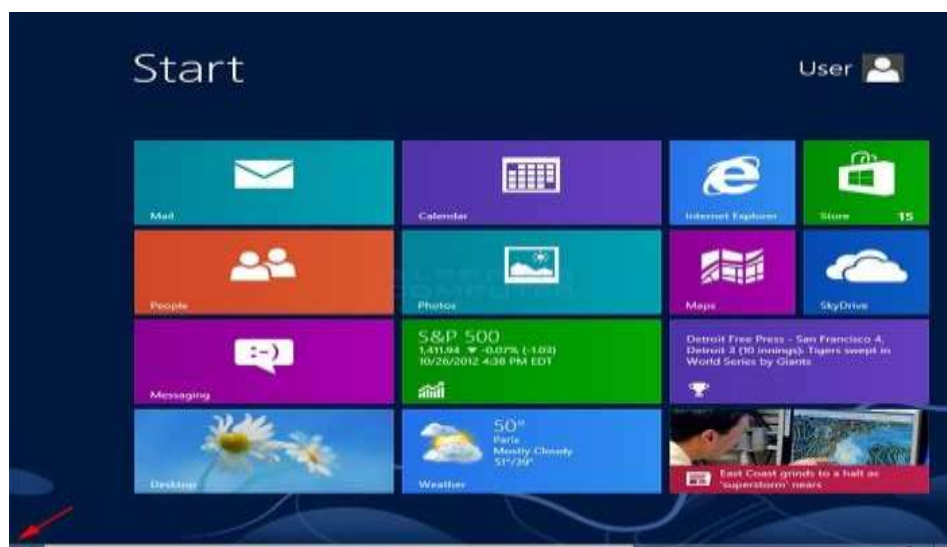 Start
User
Mail
Calendar
Internet Explorer
Store
15
People
Photos
Maps
SkyDrive
Messaging
S&P 500
1,411.94 ▼ -0.07% (-1.03)
10/26/2012 4:38 PM EDT
Detroit Free Press - San Francisco 4,
Detroit 3 (10 innings): Tigers swept in
World Series by Giants
Desktop
50°
Paris
Mostly Cloudy
51°/39°
Weather
East Coast grinds to a halt as
'superstorm' nears